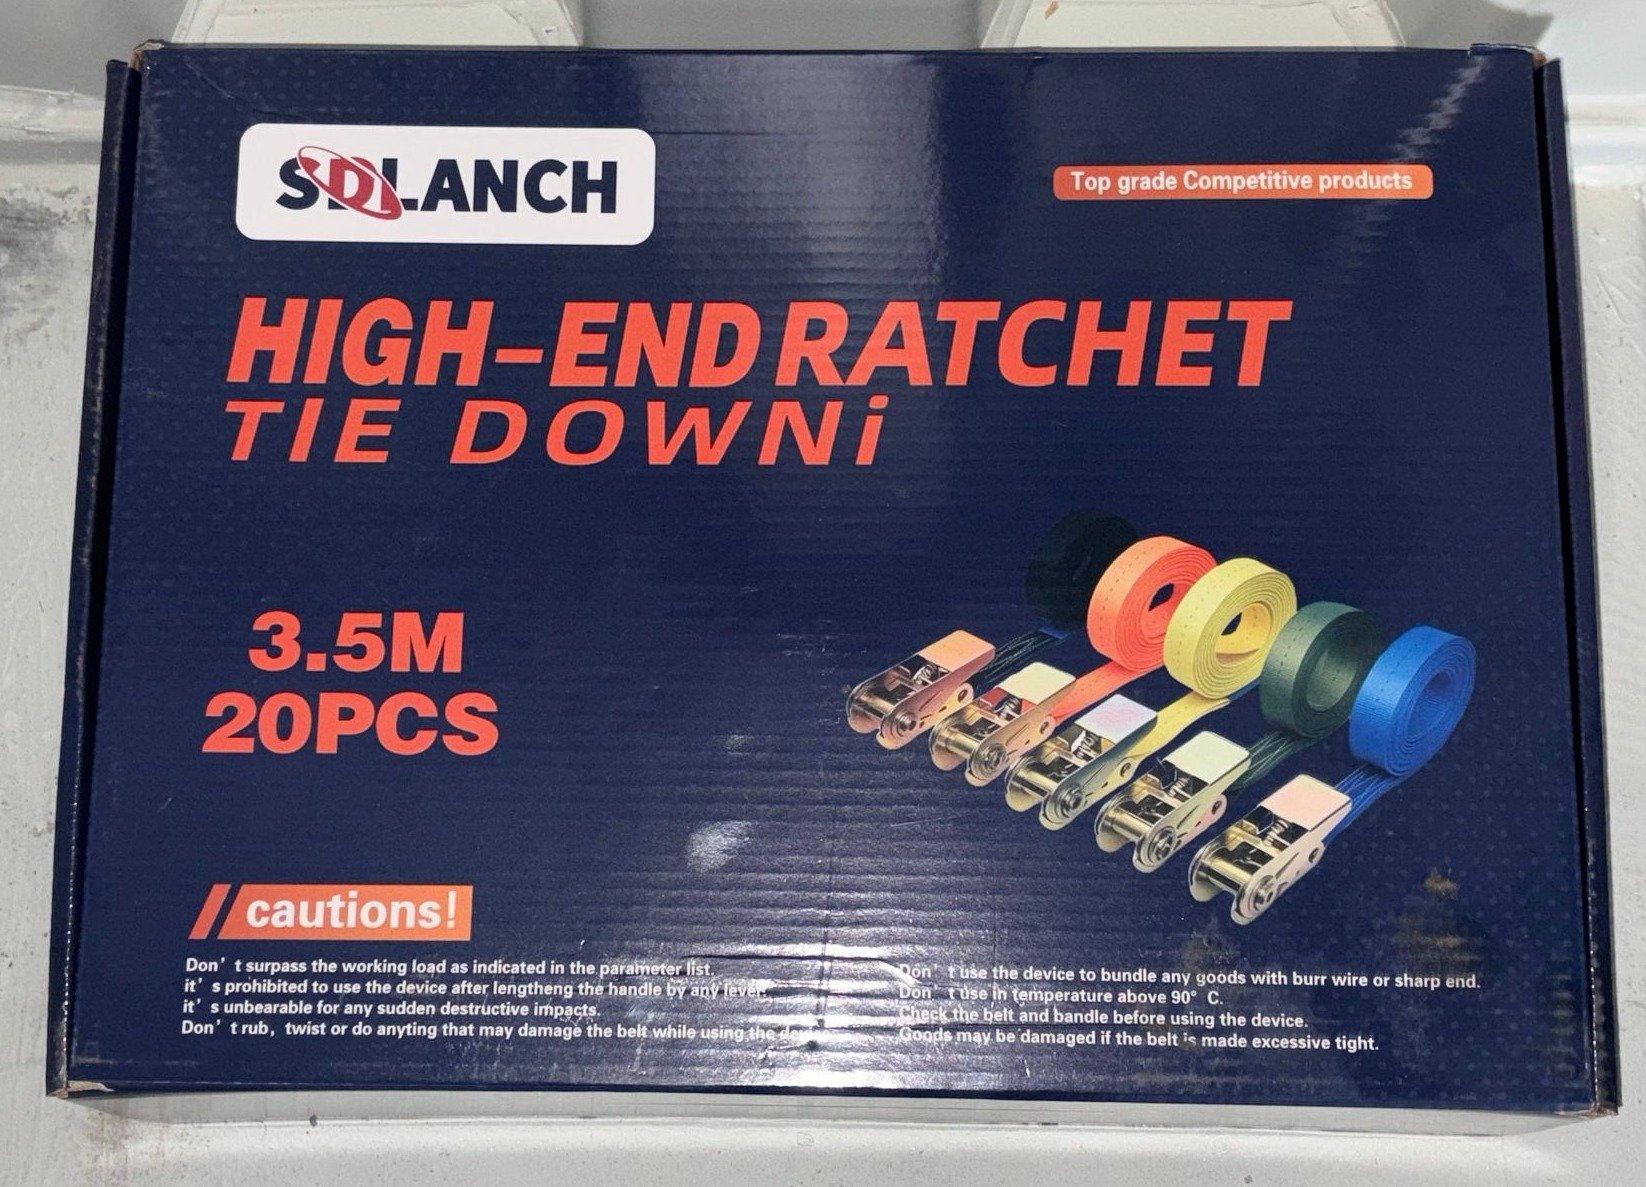 SDLANCH
Top grade Competitive products
HIGH-END RATCHET
TIE DOWNi
3.5M
20PCS
cautions!
Don't surpass the working load as indicated in the parameter list.
it's prohibited to use the device after lengtheng the handle by any lever.
it's unbearable for any sudden destructive impacts.
Don't rub, twist or do anyting that may damage the belt while using the
Don't use the device to bundle any goods with burr wire or sharp end.
Don't use in temperature above 90° C.
Check the belt and bandle before using the device.
Goods may be damaged if the belt is made excessive tight.